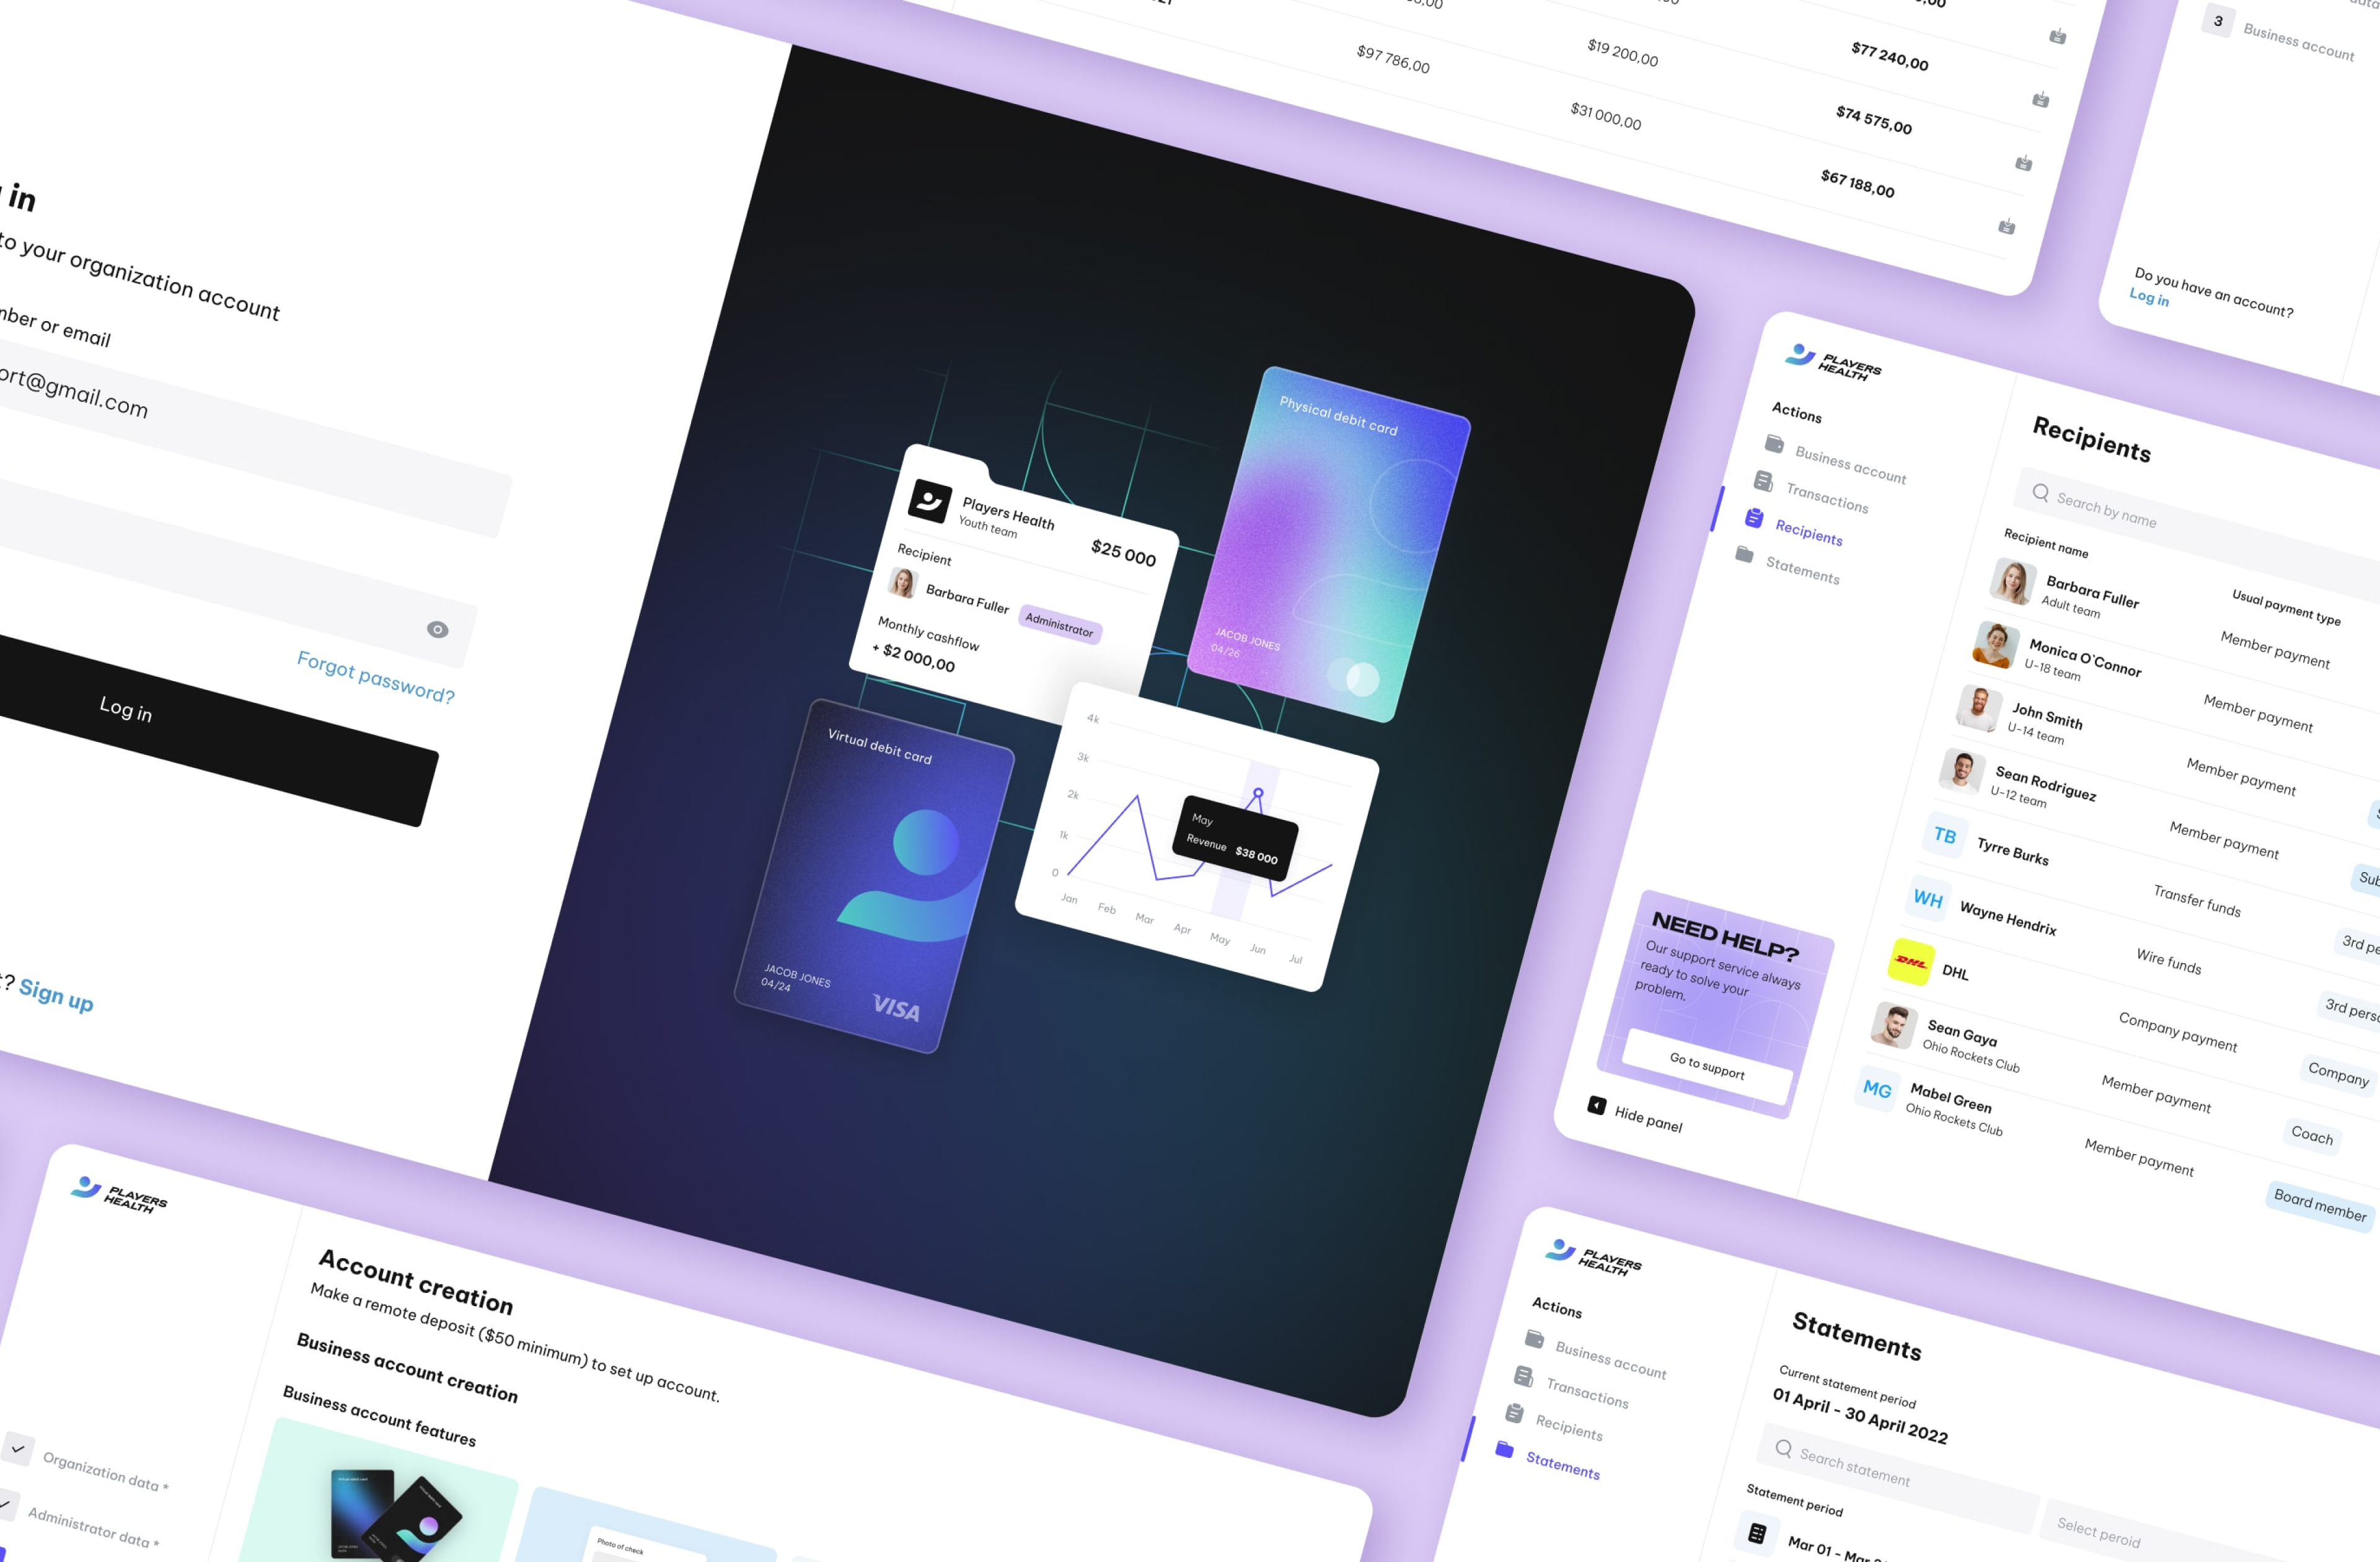 in
to your organization account
or email
ort@gmail.com
Forgot password?
Log in
? Sign up
$97 786,00
$19 200,00
$77 240,00
$31 000,00
$74 575,00
$67 188,00
3
Business account
Do you have an account?
Log in
Physical debit card
JACOB JONES
04/26
Players Health
Youth team
$25 000
Recipient
Barbara Fuller
Administrator
Monthly cashflow
+ $2 000,00
Virtual debit card
JACOB JONES
04/24
VISA
4k
3k
2k
1k
0
May
Revenue $38 000
Jan
Feb
Mar
Apr
May
Jun
Jul
PLAYERS
HEALTH
Actions
Business account
Transactions
Recipients
Statements
NEED HELP?
Our support service always
ready to solve your
problem.
Go to support
Hide panel
Recipients
Search by name
Recipient name
Usual payment type
Barbara Fuller
Adult team
Member payment
Monica O`Connor
U-18 team
Member payment
John Smith
U-14 team
Member payment
Sean Rodriguez
U-12 team
Member payment
TB
Tyrre Burks
Transfer funds
3rd
WH
Wayne Hendrix
Wire funds
3rd
DHL
DHL
Company payment
Company
Sean Gaya
Ohio Rockets Club
Member payment
Coach
MG
Mabel Green
Ohio Rockets Club
Member payment
Board member
PLAYERS
HEALTH
Account creation
Make a remote deposit ($50 minimum) to set up account.
Business account creation
Business account features
Organization data *
Administrator data *
Photo of check
PLAYERS
HEALTH
Actions
Business account
Transactions
Recipients
Statements
Statements
Current statement period
01 April - 30 April 2022
Search statement
Select peroid
Statement period
Mar 01 - Mar